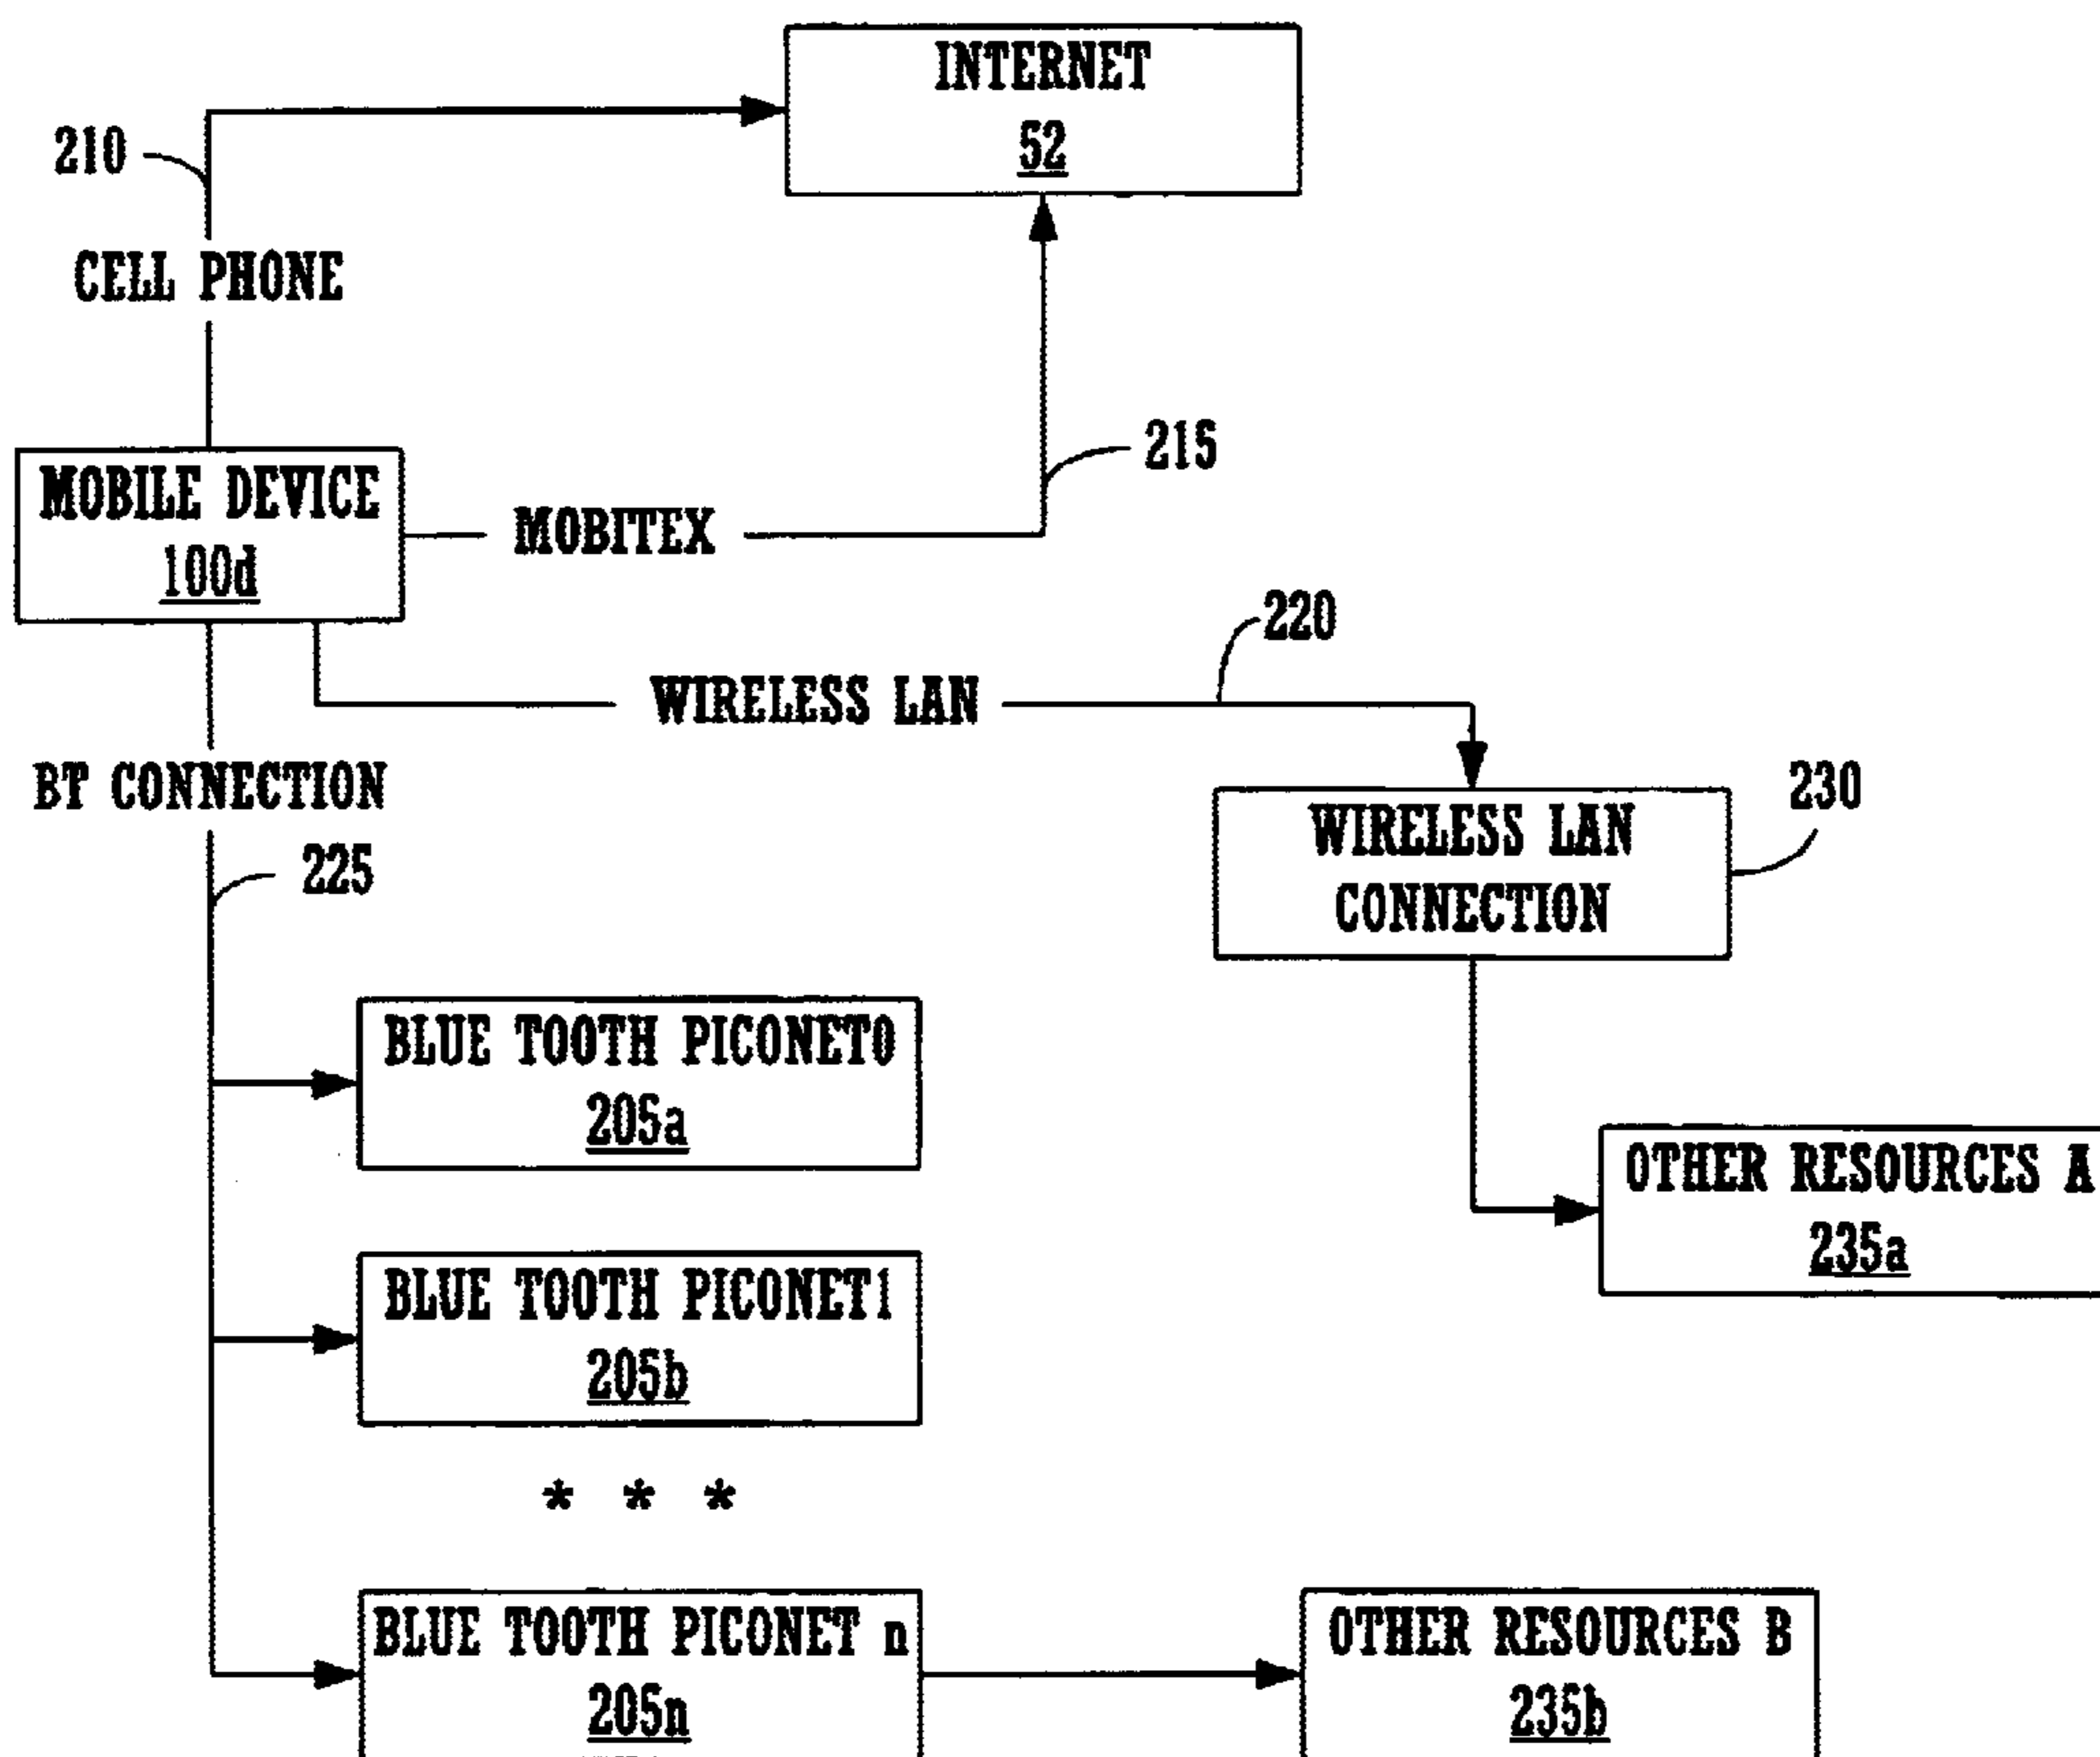 INTERNET
52
210
CELL PHONE
MOBILE DEVICE
100d
MOBITEX
215
220
WIRELESS LAN
BT CONNECTION
225
WIRELESS LAN
CONNECTION
230
BLUE TOOTH PICONET0
205a
OTHER RESOURCES A
235a
BLUE TOOTH PICONET1
205b
* * *
BLUE TOOTH PICONET n
205n
OTHER RESOURCES B
235b